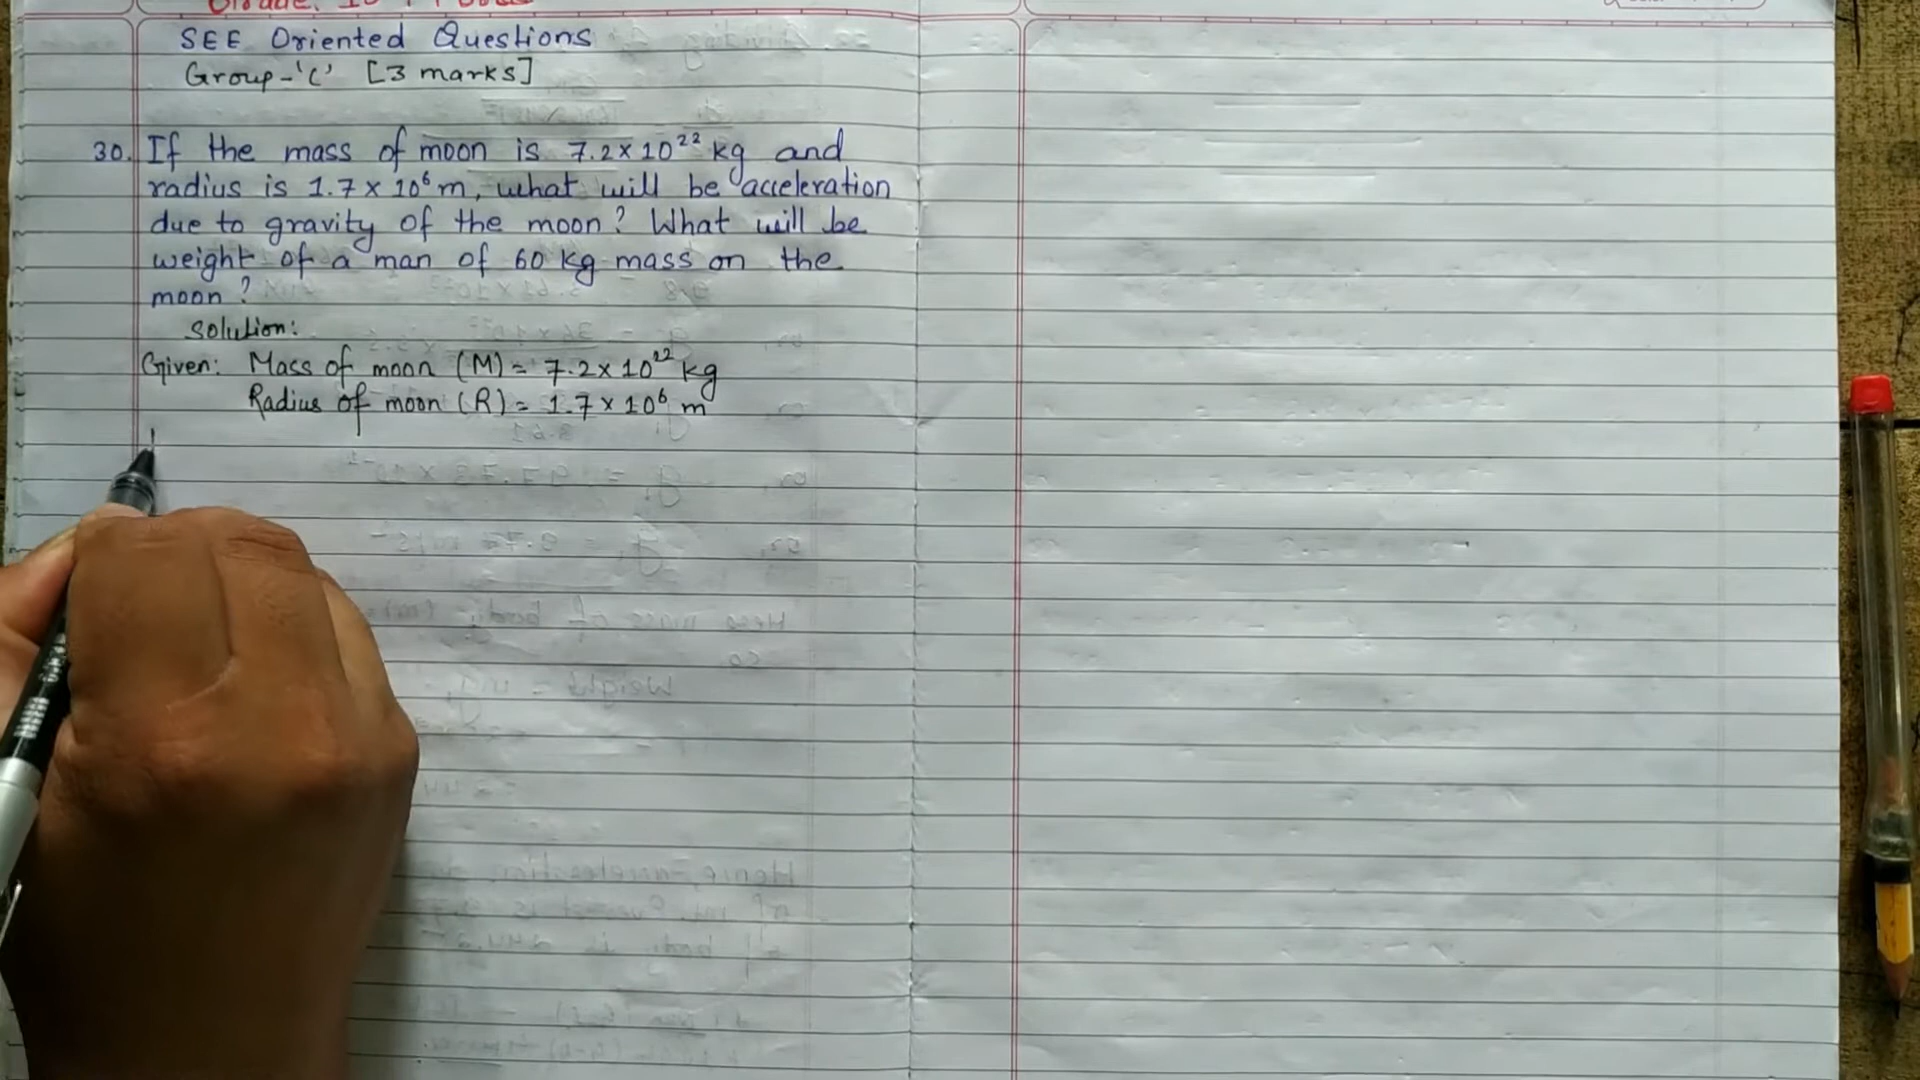 SEE Oriented Questions
Group-'C' [3 marks]
30. If the mass of moon is 7.2×10²² kg and
radius is 1.7×10⁶ m, what will be acceleration
due to gravity of the moon? What will be
weight of a man of 60 kg mass on the
moon?
Solution:
Given: Mass of moon (M) = 7.2×10²² kg
Radius of moon (R) = 1.7×10⁶ m